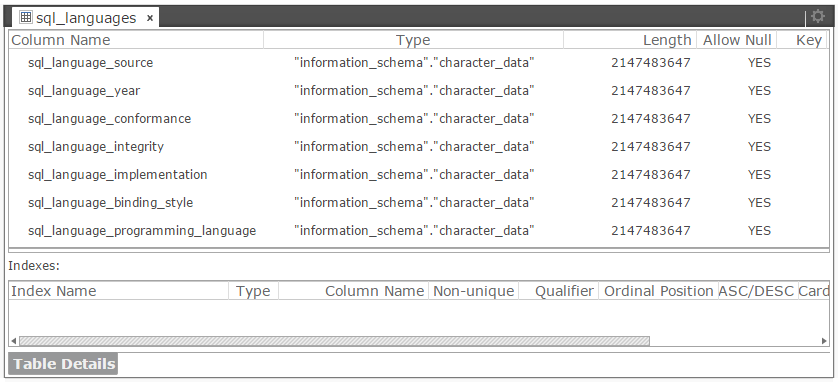 sql_languages ×
Column Name Type Length Allow Null Key
sql_language_source "information_schema"."character_data" 2147483647 YES
sql_language_year "information_schema"."character_data" 2147483647 YES
sql_language_conformance "information_schema"."character_data" 2147483647 YES
sql_language_integrity "information_schema"."character_data" 2147483647 YES
sql_language_implementation "information_schema"."character_data" 2147483647 YES
sql_language_binding_style "information_schema"."character_data" 2147483647 YES
sql_language_programming_language "information_schema"."character_data" 2147483647 YES
Indexes:
Index Name Type Column Name Non-unique Qualifier Ordinal Position ASC/DESC Card
Table Details